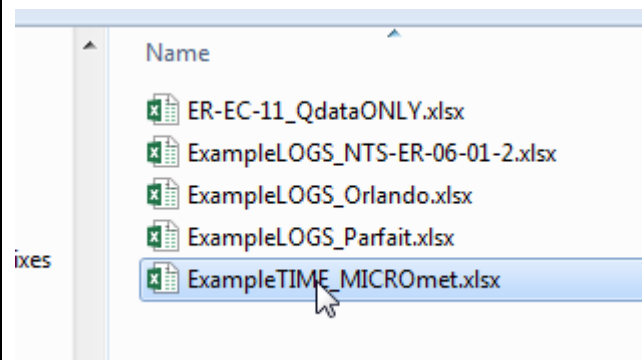 Name
ER-EC-11_QdataONLY.xlsx
ExampleLOGS_NTS-ER-06-01-2.xlsx
ExampleLOGS_Orlando.xlsx
ExampleLOGS_Parfait.xlsx
ixes
ExampleTIME_MICROmet.xlsx